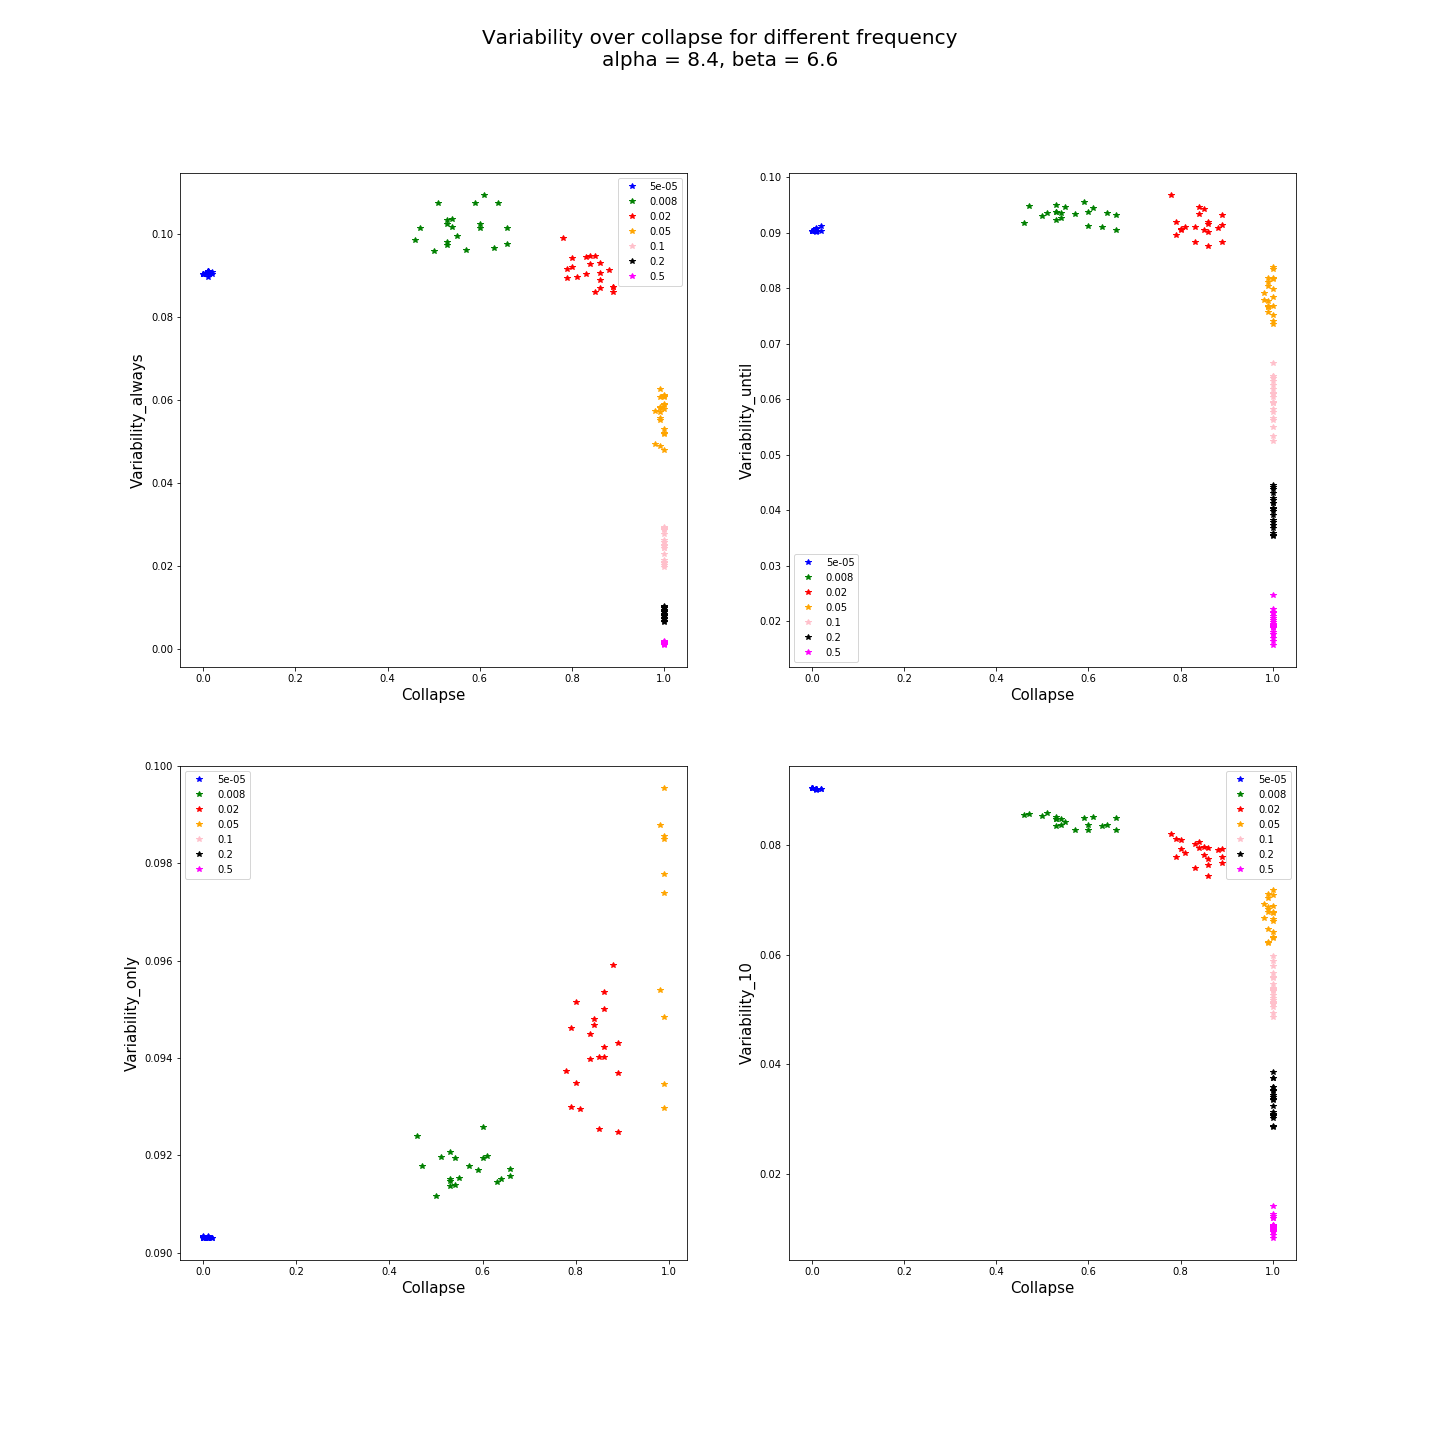 Variability over collapse for different frequency
alpha = 8.4, beta = 6.6
0.10
0.08
0.06
0.04
0.02
0.00
Variability_always
5e-05
0.008
0.02
0.05
0.1
0.2
0.5
0.0 0.2 0.4 0.6 0.8 1.0
Collapse
0.10
0.09
0.08
0.07
0.06
0.05
0.04
0.03
0.02
Variability_until
5e-05
0.008
0.02
0.05
0.1
0.2
0.5
0.0 0.2 0.4 0.6 0.8 1.0
Collapse
0.100
0.098
0.096
0.094
0.092
0.090
Variability_only
5e-05
0.008
0.02
0.05
0.1
0.2
0.5
0.0 0.2 0.4 0.6 0.8 1.0
Collapse
0.08
0.06
0.04
0.02
Variability_10
5e-05
0.008
0.02
0.05
0.1
0.2
0.5
0.0 0.2 0.4 0.6 0.8 1.0
Collapse